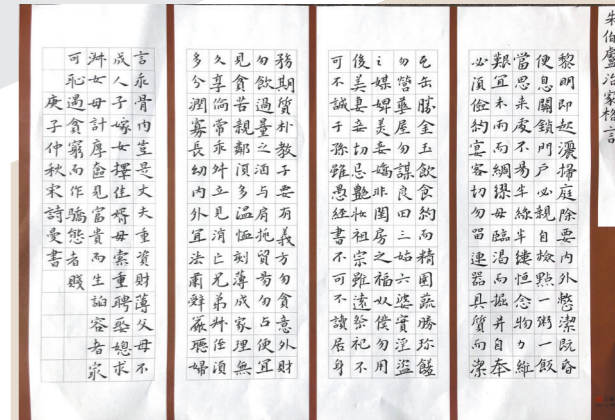 朱伯廬治家格言
黎明即起灑掃庭除要內外整潔既昏
便息關鎖門戶必親自檢點一粥一飯
當思來處不易半絲半縷恒念物力維
艱宜未雨而綢繆毋臨渴而掘井自奉
必須儉約宴客切勿留連器具質而潔
瓦缶勝金玉飲食約而精園蔬勝珍饈
勿營華屋勿謀良田三姑六婆實淫盜
之媒婢美妾嬌非閨房之福奴僕勿用
俊美妻妾切忌艷妝祖宗雖遠祭祀不
可不誠子孫雖愚經書不可不讀居身
務期質朴教子要有義方勿貪意外財
勿飲過量之酒與肩挑貿易勿占便宜
見貧苦親鄰須多溫恤刻薄成家理無
久享倫常乖舛立見消亡兄弟叔侄須
多分潤寡長幼內外宜法肅辭嚴聽婦
言乖骨肉豈是丈夫重資財薄父母不
成人子嫁女擇佳婿毋索重聘娶媳求
淑女毋計厚奩見富貴而生諂容者最
可恥遇貧窮而作驕態者賤
庚子仲秋宋詩曼書